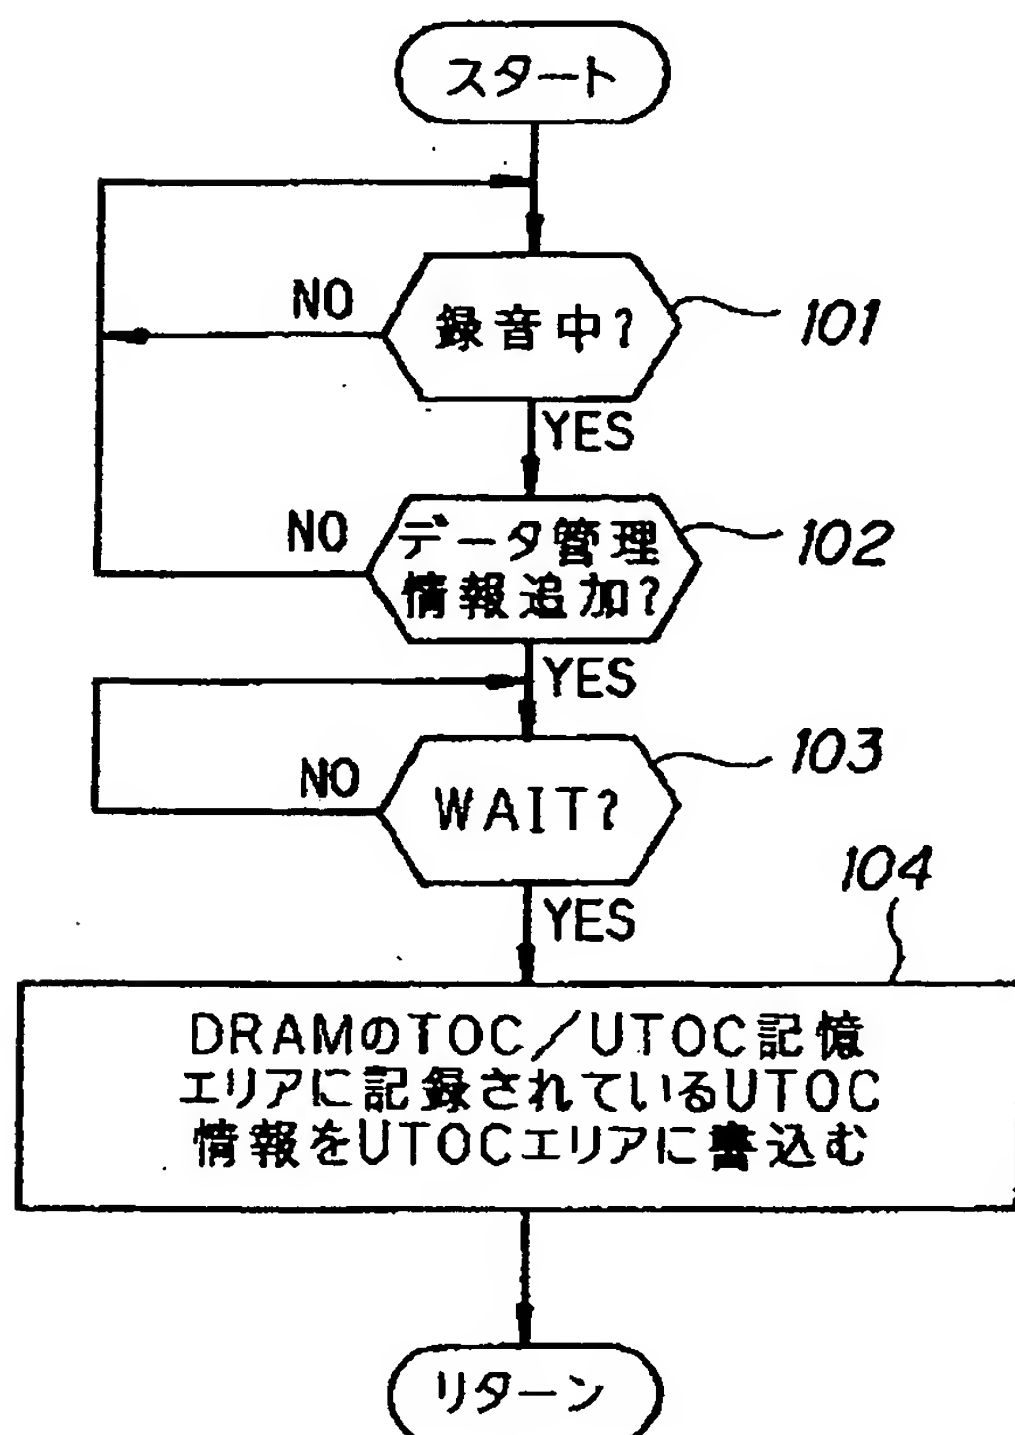 スタート
NO
録音中?
101
YES
NO
データ管理
情報追加?
102
YES
NO
WAIT?
103
YES
104
DRAMのTOC/UTOC記憶
エリアに記録されているUTOC
情報をUTOCエリアに書込む
リターン